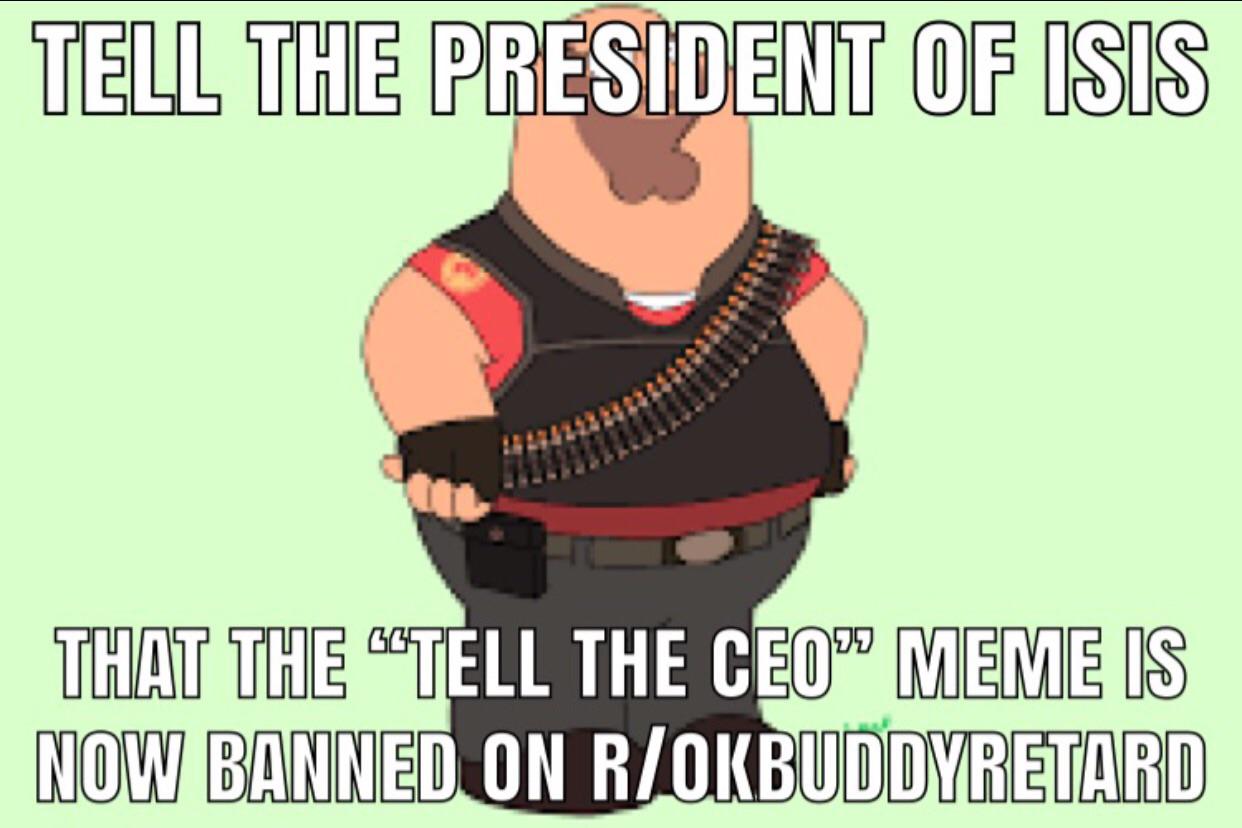 TELL THE PRESIDENT OF ISIS
THAT THE “TELL THE CEO” MEME IS
NOW BANNED ON R/OKBUDDYRETARD